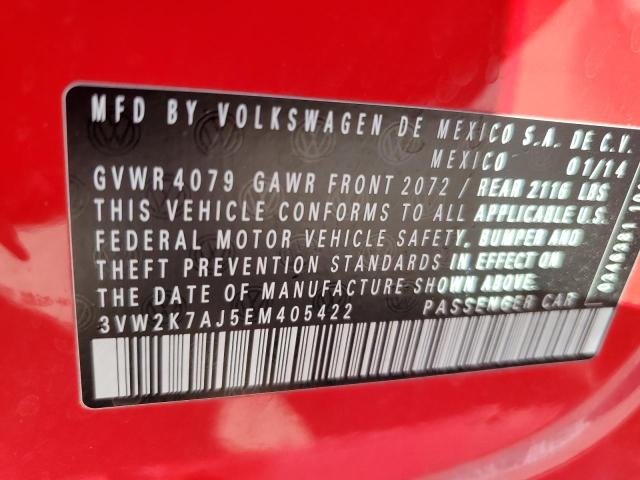 MFD BY VOLKSWAGEN DE MEXICO S.A. DE C.V.
MEXICO 01/14
GVWR 4079 GAWR FRONT 2072 / REAR 2116 LBS
THIS VEHICLE CONFORMS TO ALL APPLICABLE U.S.
FEDERAL MOTOR VEHICLE SAFETY, BUMPER AND
THEFT PREVENTION STANDARDS IN EFFECT ON
THE DATE OF MANUFACTURE SHOWN ABOVE.
3VW2K7AJ5EM405422 PASSENGER CAR